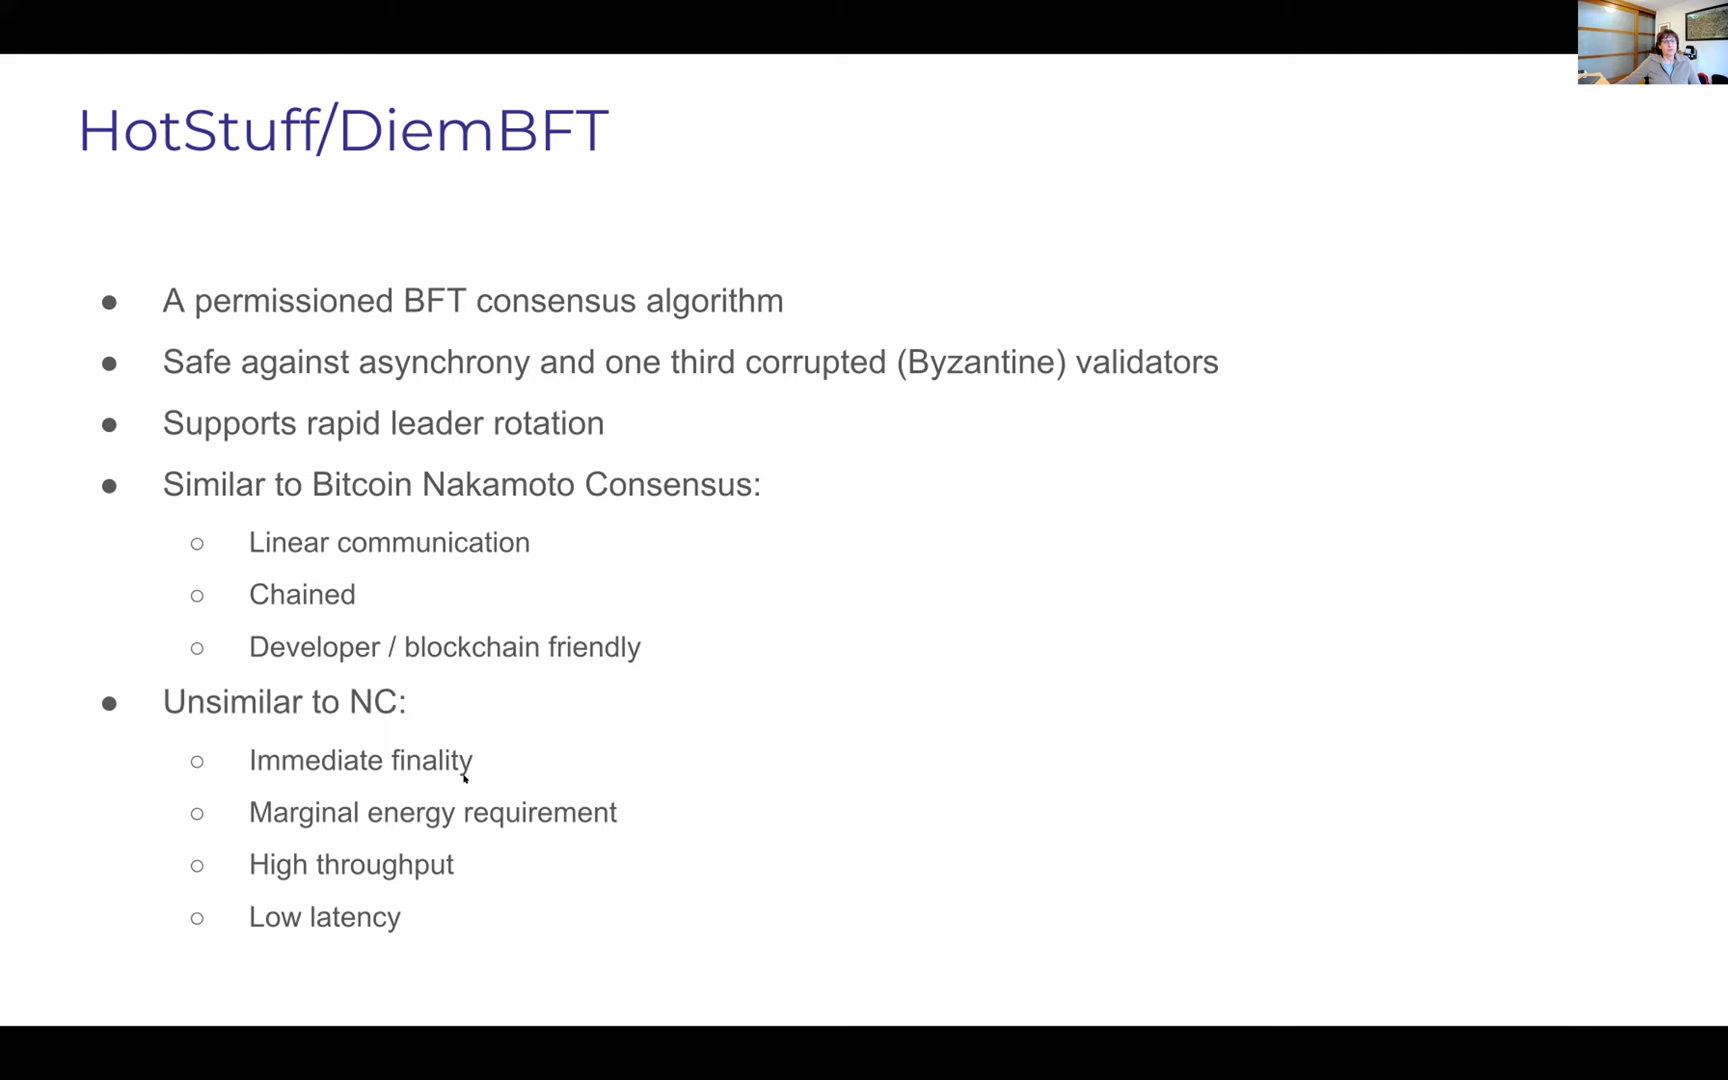 HotStuff/DiemBFT
● A permissioned BFT consensus algorithm
● Safe against asynchrony and one third corrupted (Byzantine) validators
● Supports rapid leader rotation
● Similar to Bitcoin Nakamoto Consensus:
○ Linear communication
○ Chained
○ Developer / blockchain friendly
● Unsimilar to NC:
○ Immediate finality
○ Marginal energy requirement
○ High throughput
○ Low latency